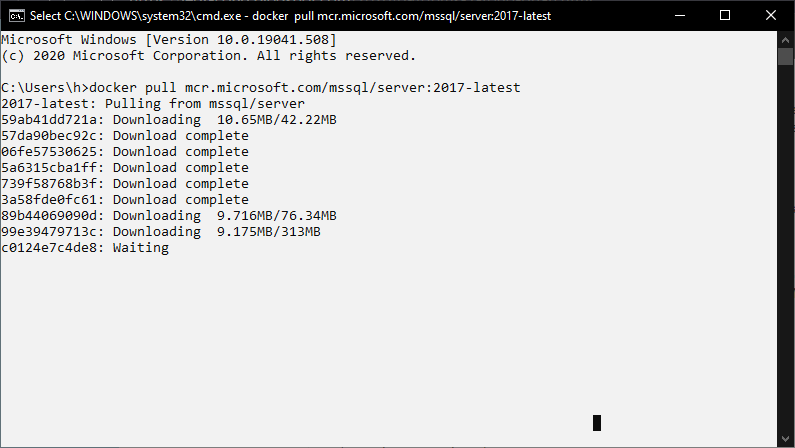 Select C:\WINDOWS\system32\cmd.exe - docker  pull mcr.microsoft.com/mssql/server:2017-latest
Microsoft Windows [Version 10.0.19041.508]
(c) 2020 Microsoft Corporation. All rights reserved.
C:\Users\h>docker pull mcr.microsoft.com/mssql/server:2017-latest
2017-latest: Pulling from mssql/server
59ab41dd721a: Downloading  10.65MB/42.22MB
57da90bec92c: Download complete
06fe57530625: Download complete
5a6315cba1ff: Download complete
739f58768b3f: Download complete
3a58fde0fc61: Download complete
89b44069090d: Downloading  9.716MB/76.34MB
99e39479713c: Downloading  9.175MB/313MB
c0124e7c4de8: Waiting